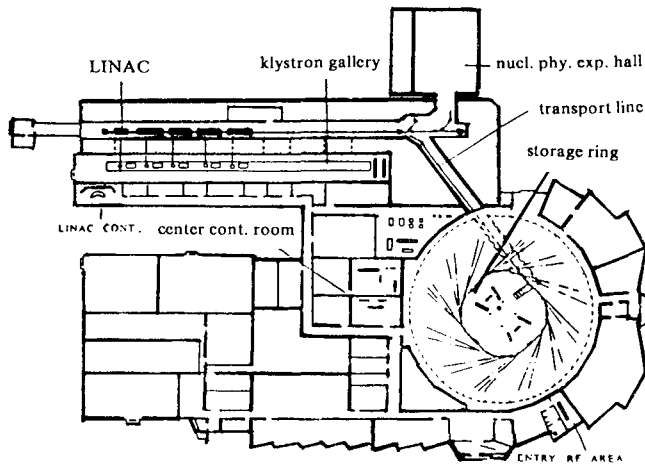 LINAC
klystron gallery
nucl. phy. exp. hall
transport line
storage ring
LINAC CONT.
center cont. room
ENTRY RF AREA